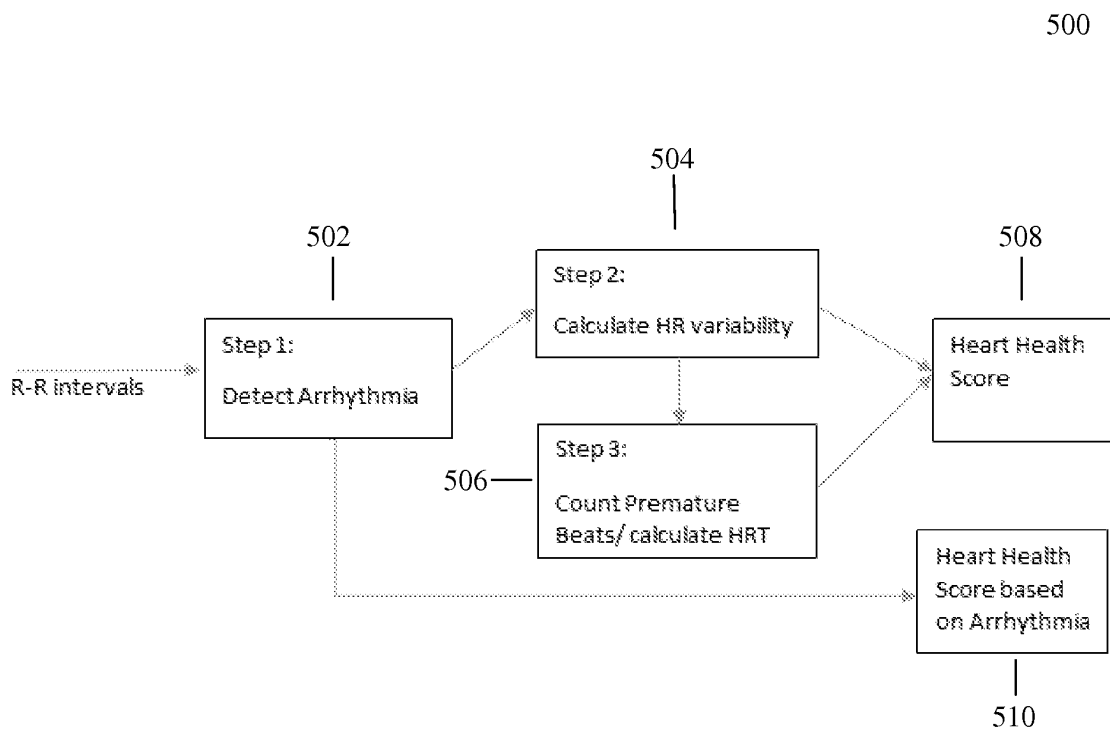 500
504
502
508
Step 2:
Calculate HR variability
Step 1:
Detect Arrhythmia
Heart Health
Score
R-R intervals
Step 3:
506
Count Premature
Beats/ calculate HRT
Heart Health
Score based
on Arrhythmia
510